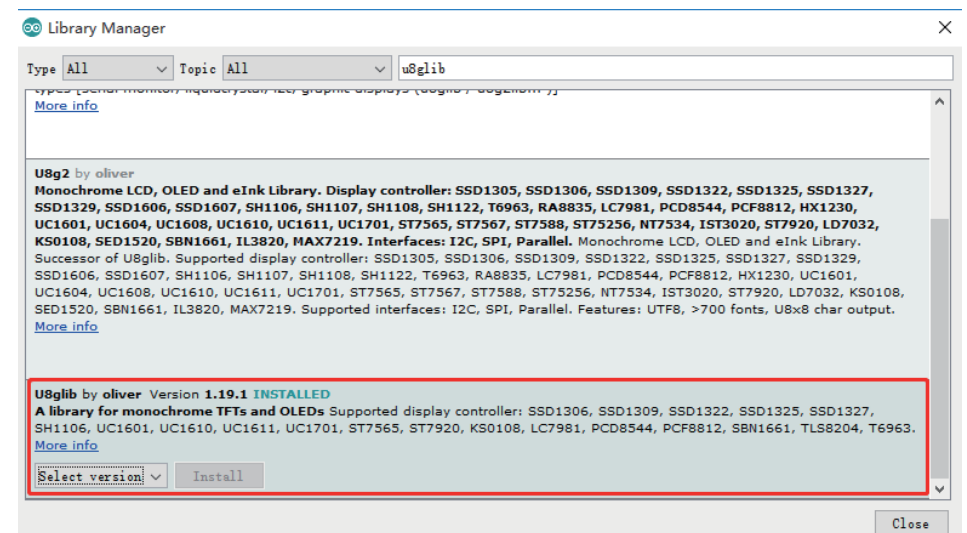 Library Manager
Type All Topic All u8glib
More info
U8g2 by oliver
Monochrome LCD, OLED and eInk Library. Display controller: SSD1305, SSD1306, SSD1309, SSD1322, SSD1325, SSD1327,
SSD1329, SSD1606, SSD1607, SH1106, SH1107, SH1108, SH1122, T6963, RA8835, LC7981, PCD8544, PCF8812, HX1230,
UC1601, UC1604, UC1608, UC1610, UC1611, UC1701, ST7565, ST7567, ST7588, ST75256, NT7534, IST3020, ST7920, LD7032,
KS0108, SED1520, SBN1661, IL3820, MAX7219. Interfaces: I2C, SPI, Parallel. Monochrome LCD, OLED and eInk Library.
Successor of U8glib. Supported display controller: SSD1305, SSD1306, SSD1309, SSD1322, SSD1325, SSD1327, SSD1329,
SSD1606, SSD1607, SH1106, SH1107, SH1108, SH1122, T6963, RA8835, LC7981, PCD8544, PCF8812, HX1230, UC1601,
UC1604, UC1608, UC1610, UC1611, UC1701, ST7565, ST7567, ST7588, ST75256, NT7534, IST3020, ST7920, LD7032, KS0108,
SED1520, SBN1661, IL3820, MAX7219. Supported interfaces: I2C, SPI, Parallel. Features: UTF8, >700 fonts, U8x8 char output.
More info
U8glib by oliver Version 1.19.1 INSTALLED
A library for monochrome TFTs and OLEDs Supported display controller: SSD1306, SSD1309, SSD1322, SSD1325, SSD1327,
SH1106, UC1601, UC1610, UC1611, UC1701, ST7565, ST7920, KS0108, LC7981, PCD8544, PCF8812, SBN1661, TLS8204, T6963.
More info
Select version Install
Close